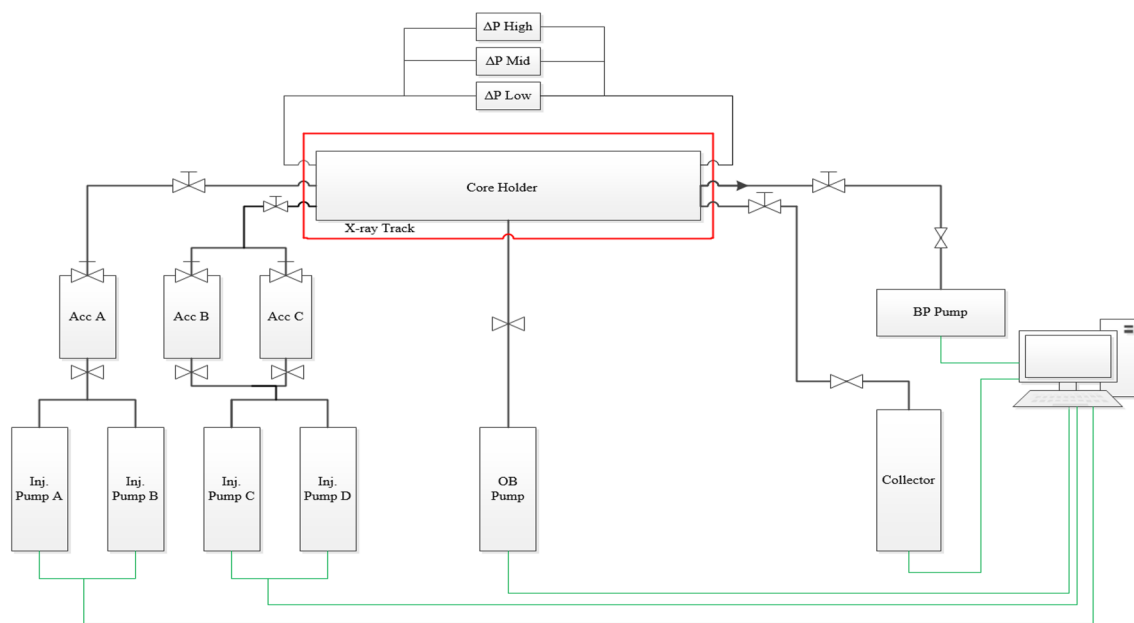 ΔP High
ΔP Mid
ΔP Low
Core Holder
X-ray Track
Acc A
Acc B
Acc C
BP Pump
Inj.
Pump A
Inj.
Pump B
Inj.
Pump C
Inj.
Pump D
OB
Pump
Collector